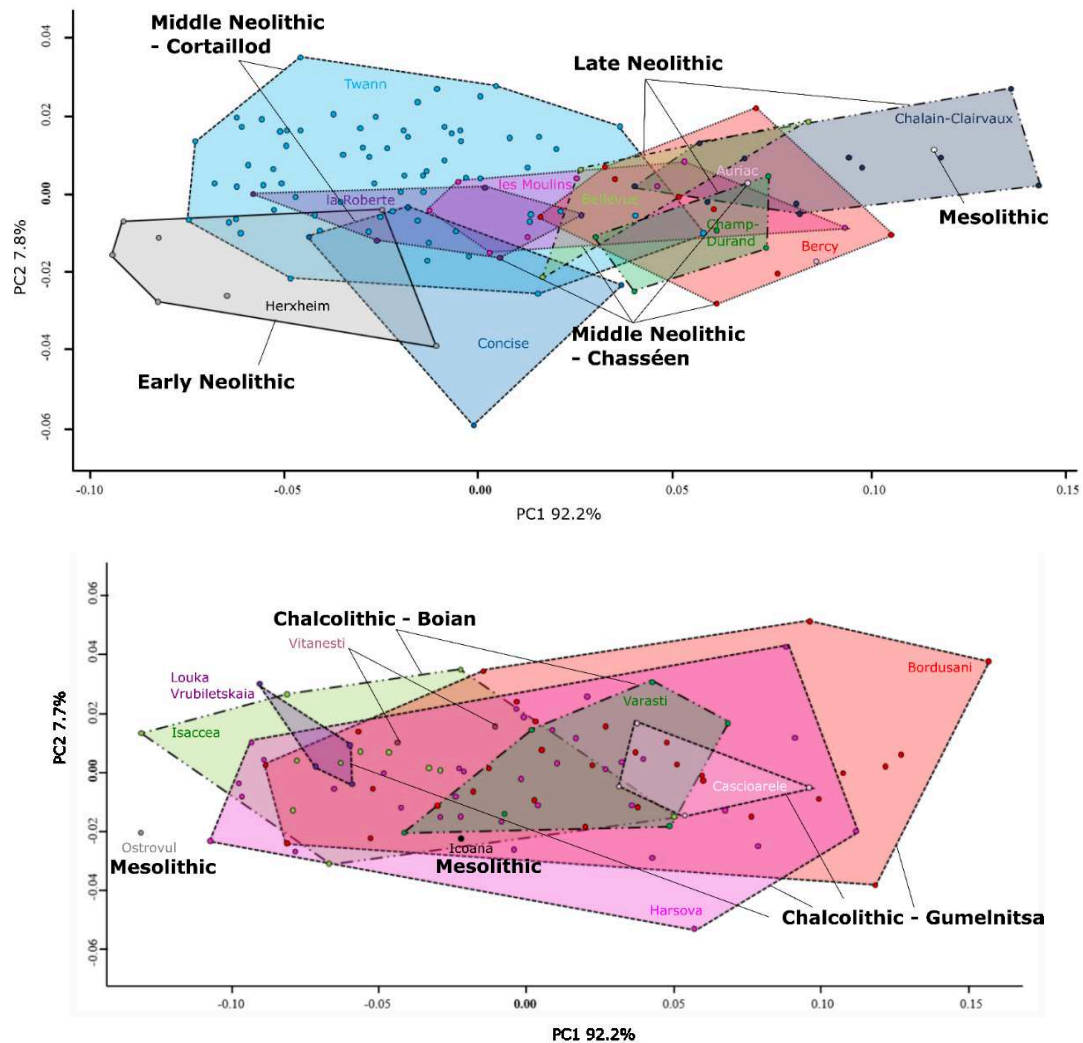 Middle Neolithic
- Cortaillod
Late Neolithic
Twann
Chalain-Clairvaux
Auriac
les Moulins
la Roberte
Bellevue
Mesolithic
Champ-
Durand
Bercy
Herxheim
Middle Neolithic
- Chasséen
Concise
Early Neolithic
0.04
0.02
0.00
-0.02
-0.04
-0.06
PC2 7.8%
-0.10
-0.05
0.00
0.05
0.10
0.15
PC1 92.2%
Chalcolithic - Boian
Vitanesti
Louka
Vrubiletskaia
Isaccea
Bordusani
Varasti
Cascioarele
Ostrovul
Mesolithic
Icoana
Mesolithic
Harsova
Chalcolithic - Gumelnitsa
0.06
0.04
0.02
0.00
-0.02
-0.04
-0.06
PC2 7.7%
-0.10
-0.05
0.00
0.05
0.10
0.15
PC1 92.2%